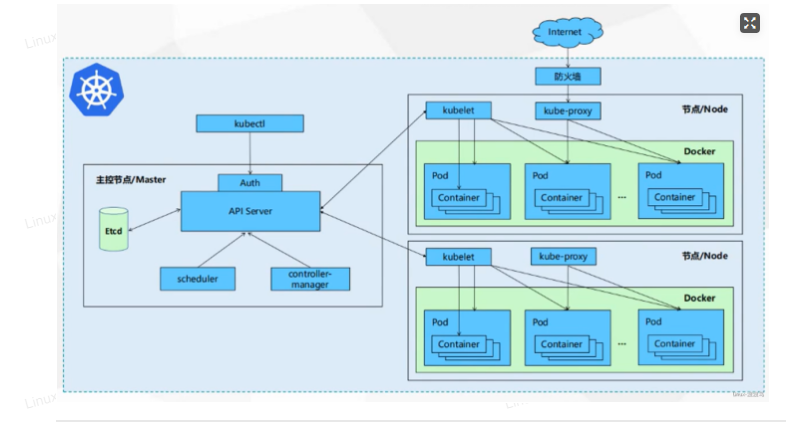 Linux
Internet
防火墙
kubelet
kube-proxy
节点/Node
kubectl
Docker
主控节点/Master
Auth
Pod
Pod
Pod
API Server
Container
Container
...
Container
Etcd
Linux
kubelet
kube-proxy
节点/Node
scheduler
controller-
manager
Docker
Pod
Pod
Pod
Container
Container
...
Container
Linux